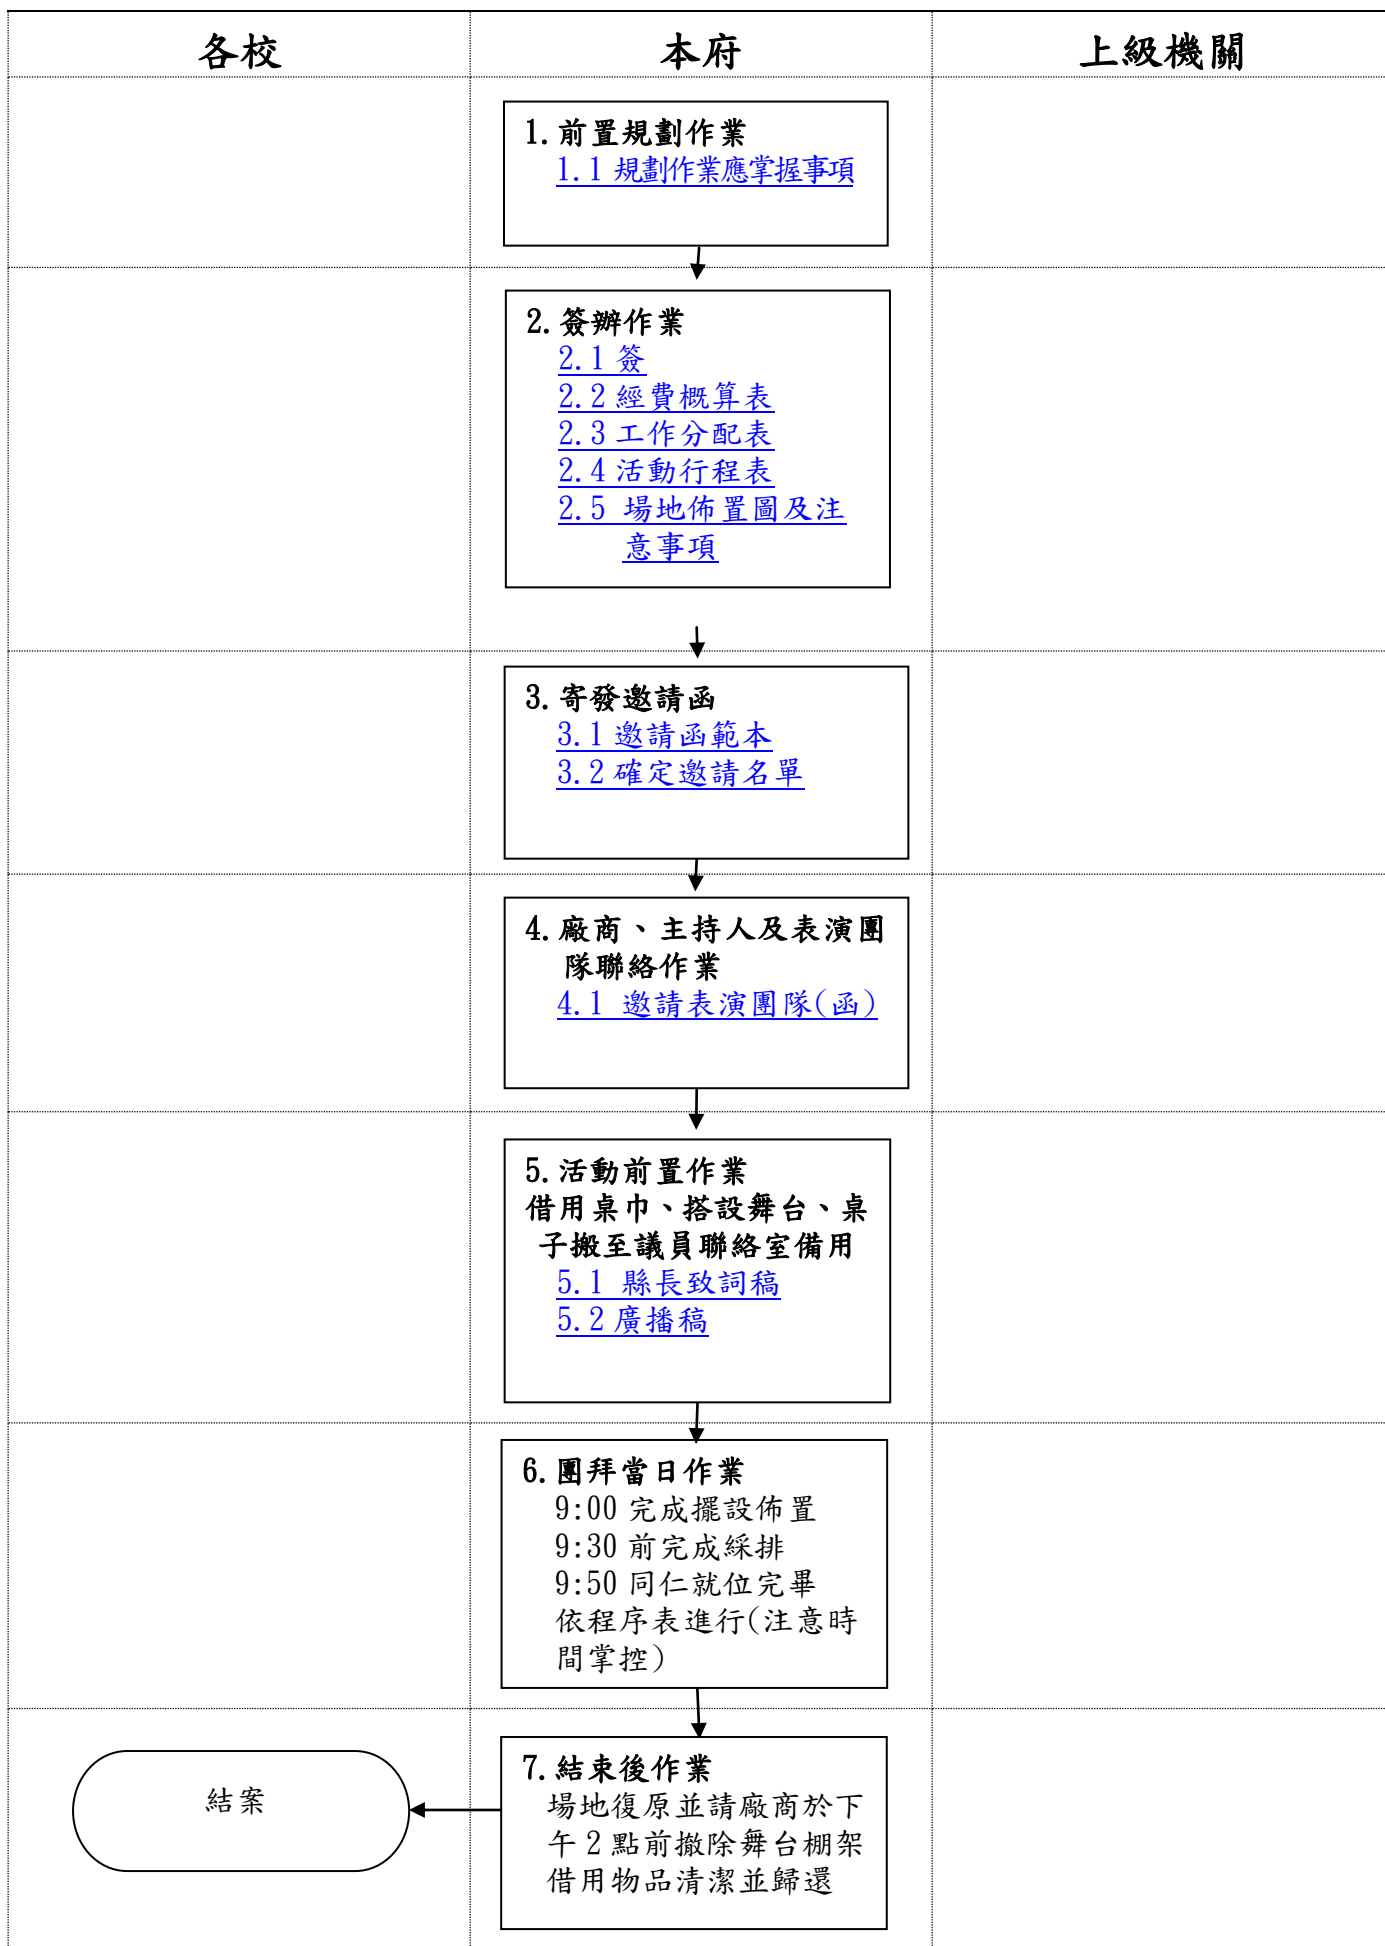 各校
本府
上級機關
1.前置規劃作業
1.1 規劃作業應掌握事項
2.簽辦作業
2.1 簽
2.2 經費概算表
2.3 工作分配表
2.4 活動行程表
2.5 場地佈置圖及注
意事項
3.寄發邀請函
3.1 邀請函範本
3.2 確定邀請名單
4.廠商、主持人及表演團
隊聯絡作業
4.1 邀請表演團隊(函)
5.活動前置作業
借用桌巾、搭設舞台、桌
子搬至議員聯絡室備用
5.1 縣長致詞稿
5.2 廣播稿
6.團拜當日作業
9:00 完成擺設佈置
9:30 前完成綵排
9:50 同仁就位完畢
依程序表進行(注意時
間掌控)
7.結束後作業
場地復原並請廠商於下
午 2 點前撤除舞台棚架
借用物品清潔並歸還
結案